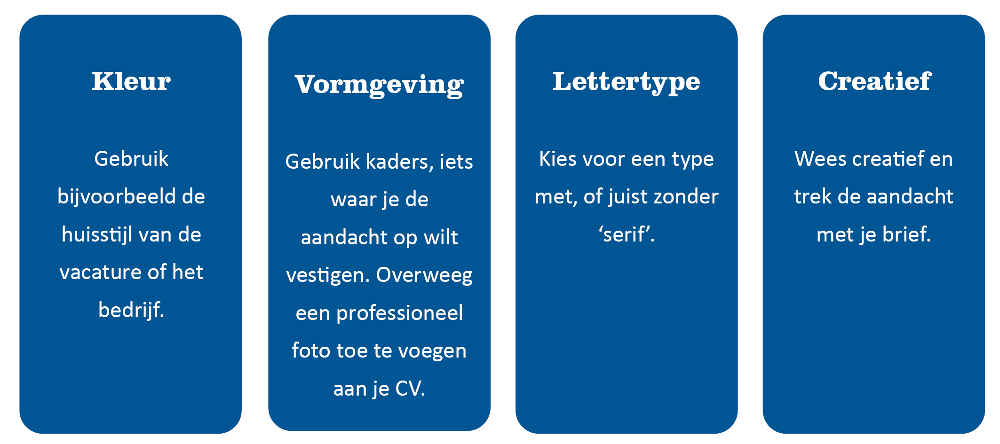 Kleur
Gebruik
bijvoorbeeld de
huisstijl van de
vacature of het
bedrijf.
Vormgeving
Gebruik kaders, iets
waar je de
aandacht op wilt
vestigen. Overweeg
een professioneel
foto toe te voegen
aan je CV.
Lettertype
Kies voor een type
met, of juist zonder
‘serif’.
Creatief
Wees creatief en
trek de aandacht
met je brief.